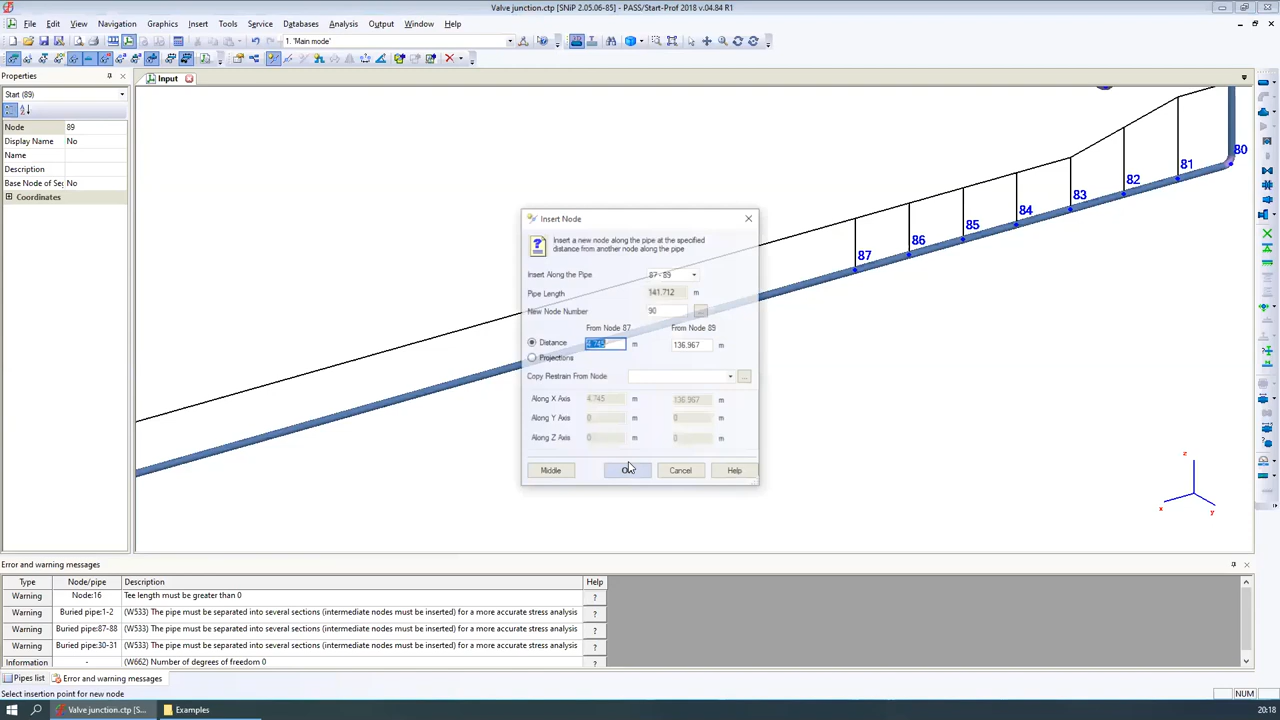 Valve junction.ctp [SNiP 2.05.06-85] - PASS/Start-Prof 2018 v.04.84 R1
File Edit View Navigation Graphics Insert Tools Service Databases Analysis Output Window Help
1. 'Main mode'
Properties
Input
Start (89)
Node 89
Display Name No
Name
Description
Base Node of Seg No
Coordinates
80
81
82
83
84
85
86
87
Insert Node
Insert a new node along the pipe at the specified
distance from another node along the pipe
Insert Along the Pipe 87 - 89
Pipe Length 141.712 m
New Node Number 90 ...
From Node 87 From Node 89
Distance 4.745 m 136.967 m
Projections
Copy Restrain From Node ...
Along X Axis 4.745 m 136.967 m
Along Y Axis 0 m 0 m
Along Z Axis 0 m 0 m
Middle Cancel Help
z
x
y
Error and warning messages
Type Node/pipe Description Help
Warning Node:16 Tee length must be greater than 0 ?
Warning Buried pipe:1-2 (W533) The pipe must be separated into several sections (intermediate nodes must be inserted) for a more accurate stress analysis ?
Warning Buried pipe:87-88 (W533) The pipe must be separated into several sections (intermediate nodes must be inserted) for a more accurate stress analysis ?
Warning Buried pipe:30-31 (W533) The pipe must be separated into several sections (intermediate nodes must be inserted) for a more accurate stress analysis ?
Information - (W662) Number of degrees of freedom 0 ?
Pipes list Error and warning messages
Select insertion point for new node NUM
Valve junction.ctp [S... Examples 20:18